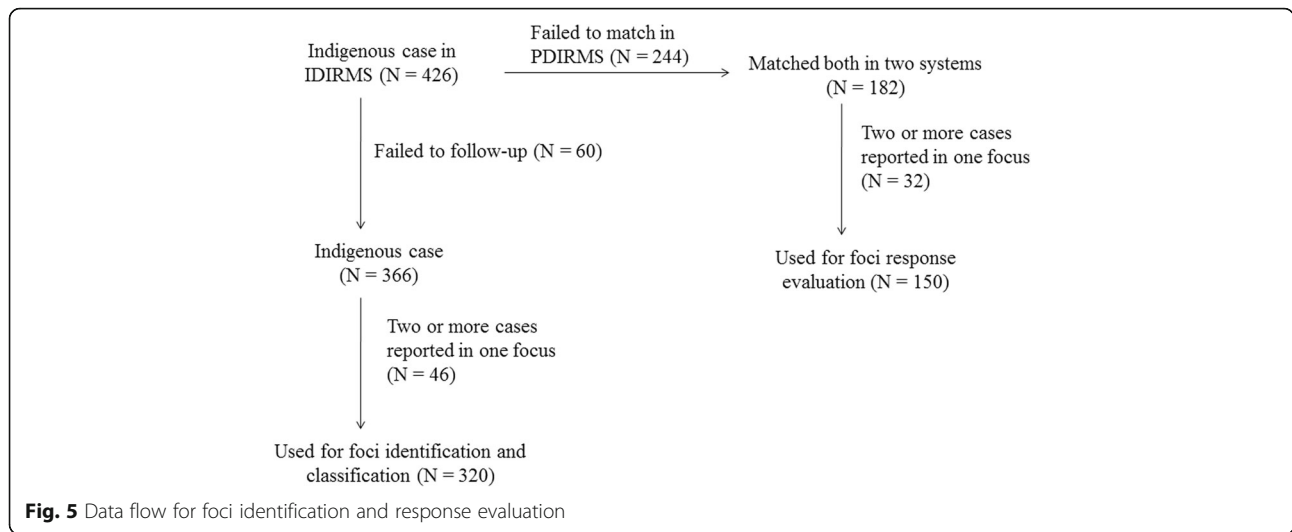 Indigenous case in
IDIRMS (N = 426)
Failed to match in
PDIRMS (N = 244)
Matched both in two systems
(N = 182)
Failed to follow-up (N = 60)
Two or more cases
reported in one focus
(N = 32)
Indigenous case
(N = 366)
Used for foci response
evaluation (N = 150)
Two or more cases
reported in one focus
(N = 46)
Used for foci identification and
classification (N = 320)
Fig. 5 Data flow for foci identification and response evaluation